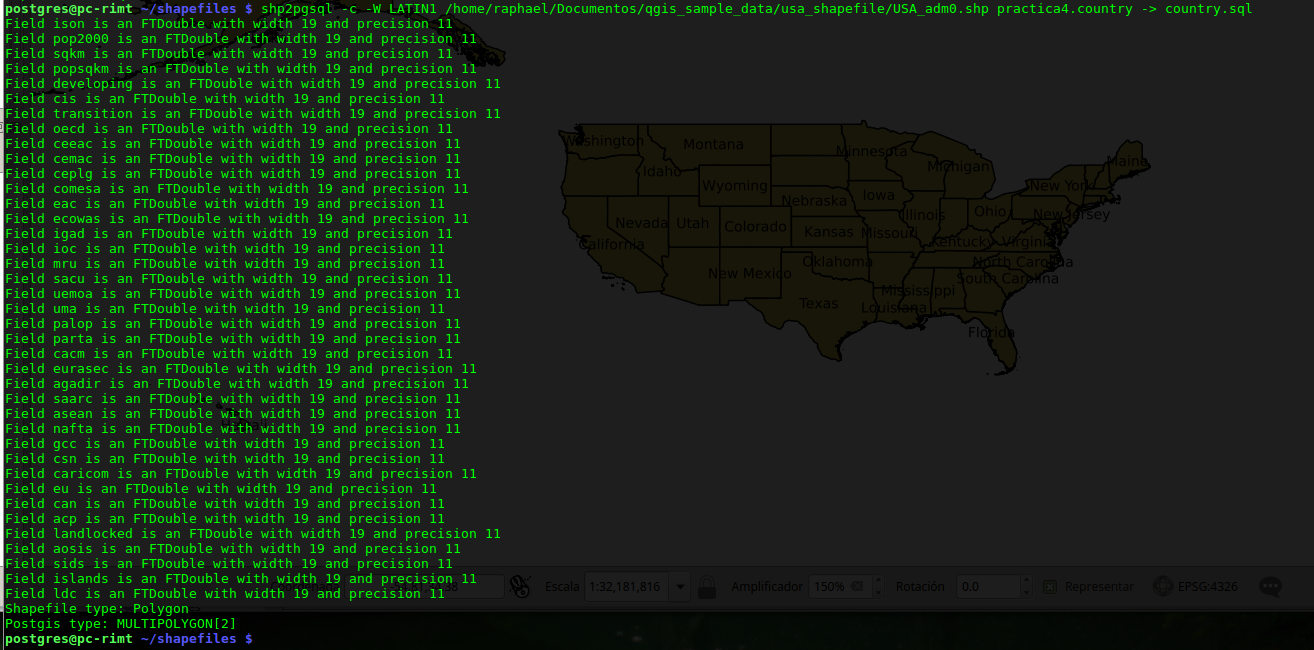 postgres@pc-rimt ~/shapefiles $ shp2pgsql -c -W LATIN1 /home/raphael/Documentos/qgis_sample_data/usa_shapefile/USA_adm0.shp practica4.country -> country.sql
Field ison is an FTDouble with width 19 and precision 11
Field pop2000 is an FTDouble with width 19 and precision 11
Field sqkm is an FTDouble with width 19 and precision 11
Field popsqkm is an FTDouble with width 19 and precision 11
Field developing is an FTDouble with width 19 and precision 11
Field cis is an FTDouble with width 19 and precision 11
Field transition is an FTDouble with width 19 and precision 11
Field oecd is an FTDouble with width 19 and precision 11
Field ceeac is an FTDouble with width 19 and precision 11
Field cemac is an FTDouble with width 19 and precision 11
Field ceplg is an FTDouble with width 19 and precision 11
Field comesa is an FTDouble with width 19 and precision 11
Field eac is an FTDouble with width 19 and precision 11
Field ecowas is an FTDouble with width 19 and precision 11
Field igad is an FTDouble with width 19 and precision 11
Field ioc is an FTDouble with width 19 and precision 11
Field mru is an FTDouble with width 19 and precision 11
Field sacu is an FTDouble with width 19 and precision 11
Field uemoa is an FTDouble with width 19 and precision 11
Field uma is an FTDouble with width 19 and precision 11
Field palop is an FTDouble with width 19 and precision 11
Field parta is an FTDouble with width 19 and precision 11
Field cacm is an FTDouble with width 19 and precision 11
Field eurasec is an FTDouble with width 19 and precision 11
Field agadir is an FTDouble with width 19 and precision 11
Field saarc is an FTDouble with width 19 and precision 11
Field asean is an FTDouble with width 19 and precision 11
Field nafta is an FTDouble with width 19 and precision 11
Field gcc is an FTDouble with width 19 and precision 11
Field csn is an FTDouble with width 19 and precision 11
Field caricom is an FTDouble with width 19 and precision 11
Field eu is an FTDouble with width 19 and precision 11
Field can is an FTDouble with width 19 and precision 11
Field acp is an FTDouble with width 19 and precision 11
Field landlocked is an FTDouble with width 19 and precision 11
Field aosis is an FTDouble with width 19 and precision 11
Field sids is an FTDouble with width 19 and precision 11
Field islands is an FTDouble with width 19 and precision 11
Field ldc is an FTDouble with width 19 and precision 11
Shapefile type: Polygon
Postgis type: MULTIPOLYGON[2]
postgres@pc-rimt ~/shapefiles $
Washington
Montana
Minnesota
Michigan
Maine
Idaho
Wyoming
New York
Nebraska
Iowa
Illinois
Ohio
New Jersey
Nevada
Utah
Colorado
Kansas
Missouri
Kentucky
Virginia
California
Oklahoma
North Carolina
New Mexico
South Carolina
Mississippi
Texas
Louisiana
Florida
Escala 1:32,181,816 Amplificador 150% Rotación 0.0 Representar EPSG:4326